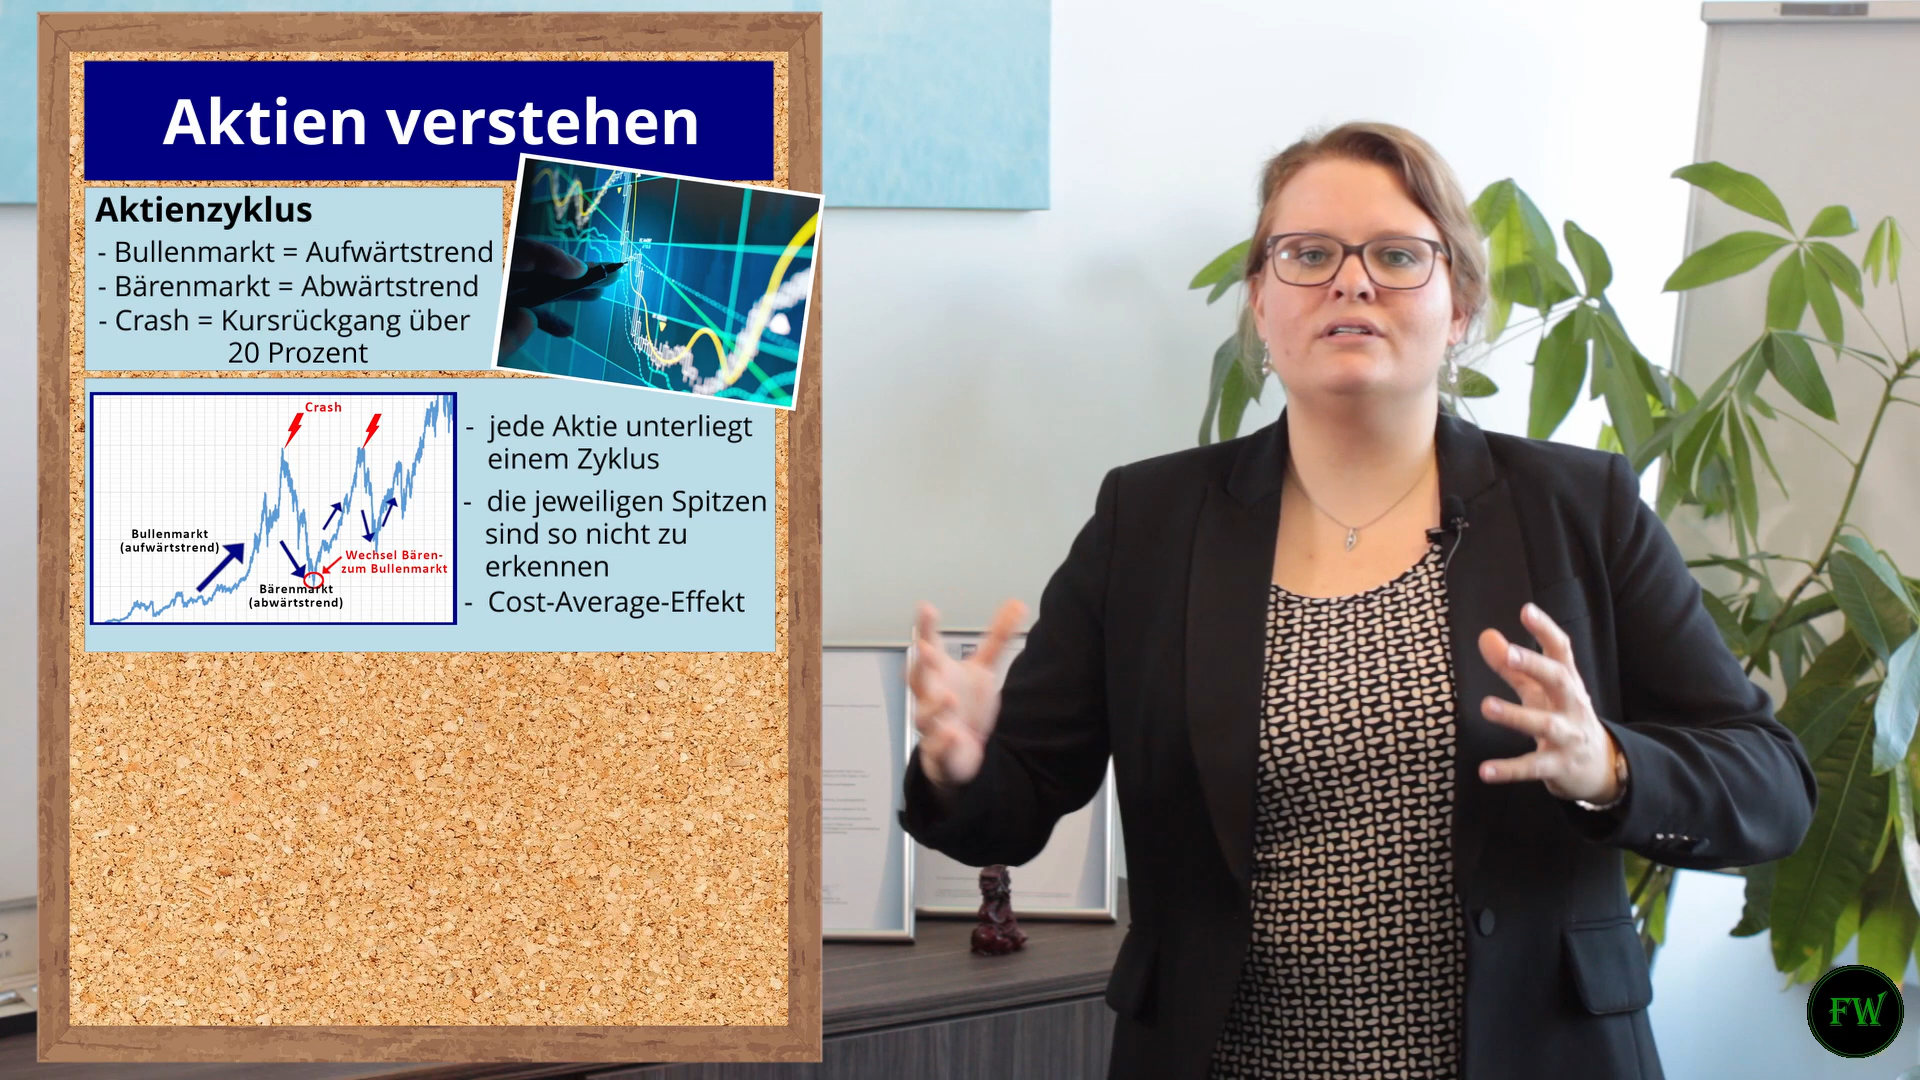 Aktien verstehen
Aktienzyklus
- Bullenmarkt = Aufwärtstrend
- Bärenmarkt = Abwärtstrend
- Crash = Kursrückgang über
20 Prozent
Crash
Bullenmarkt
(aufwärtstrend)
Wechsel Bären-
zum Bullenmarkt
Bärenmarkt
(abwärtstrend)
- jede Aktie unterliegt
einem Zyklus
- die jeweiligen Spitzen
sind so nicht zu
erkennen
- Cost-Average-Effekt
FW